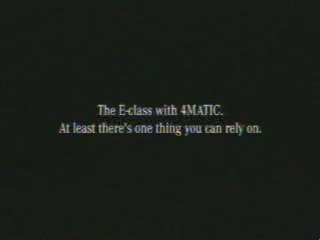 The E-class with 4MATIC.
At least there's one thing you can rely on.